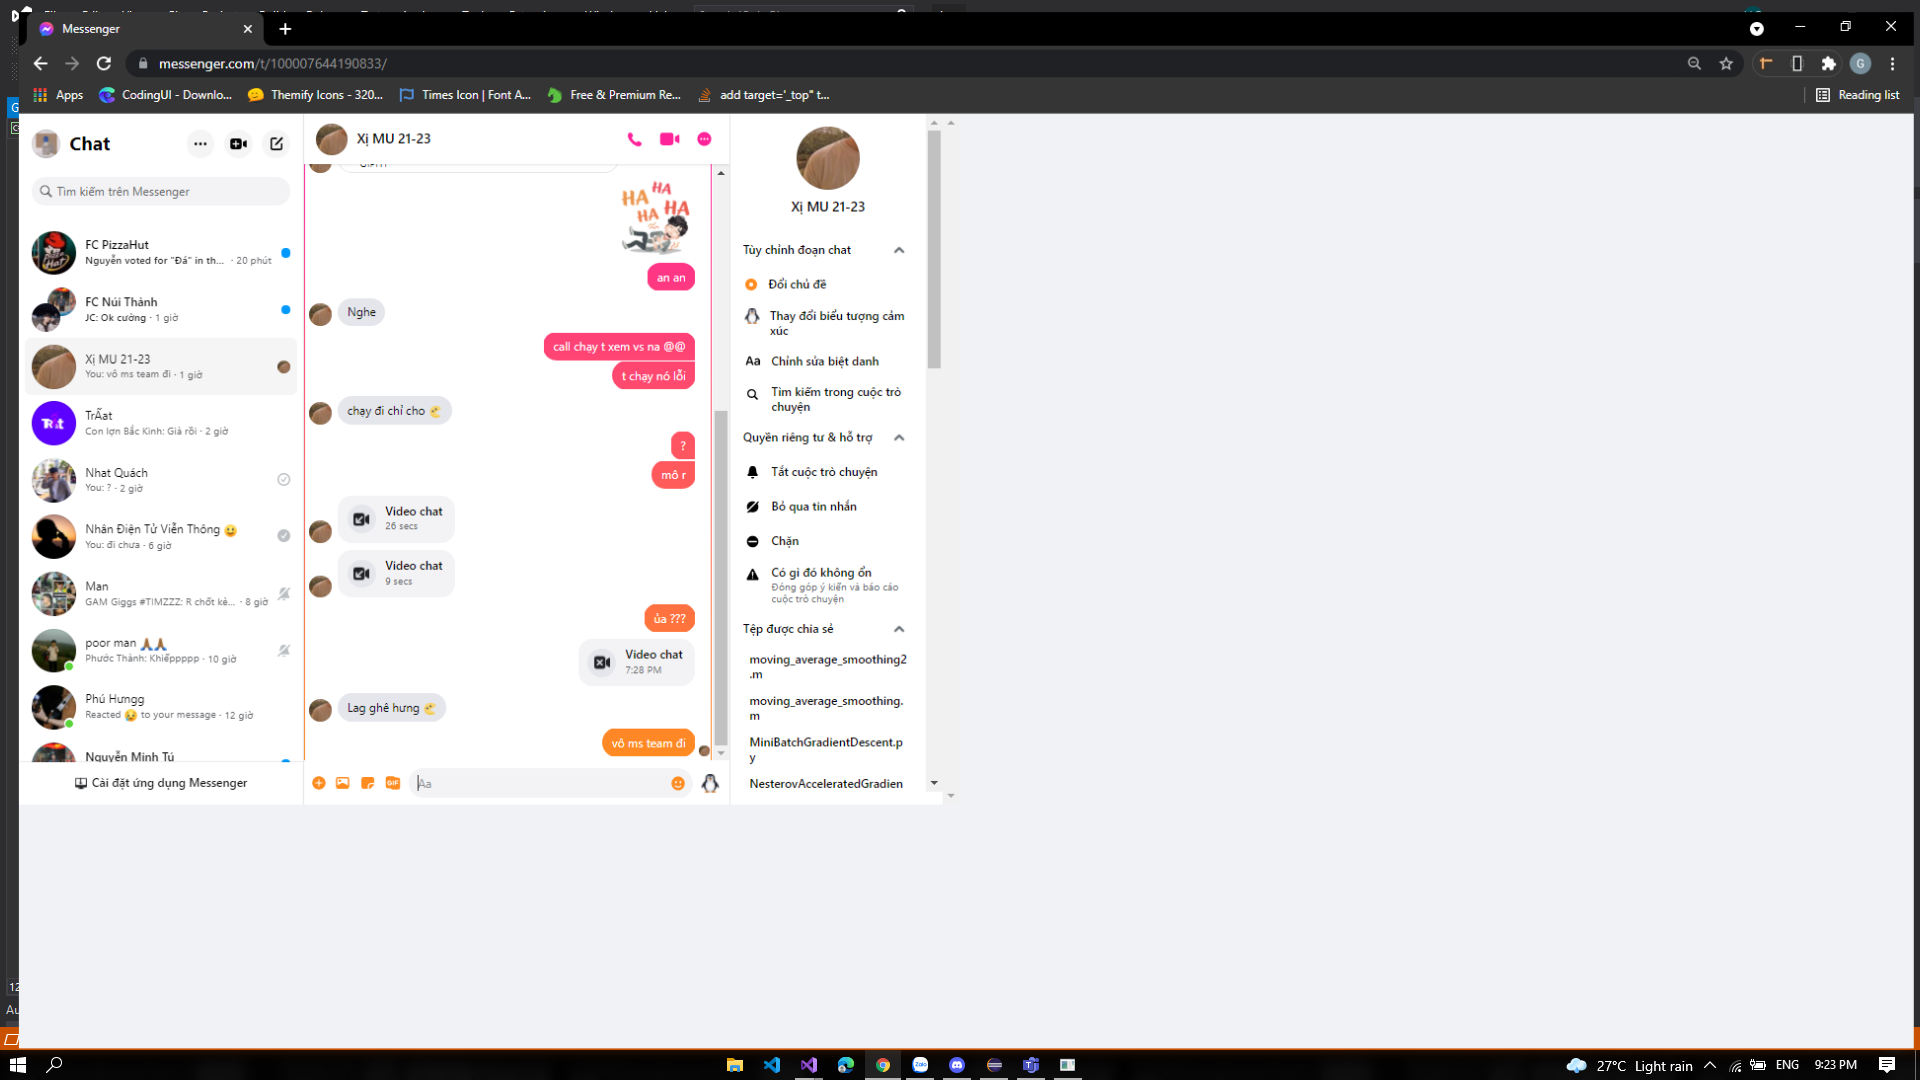 Messenger
messenger.com/t/100007644190833/
Apps
CodingUI - Downlo...
Themify Icons - 320...
Times Icon | Font A...
Free & Premium Re...
add target='_top" t...
Reading list
Chat
Tìm kiếm trên Messenger
FC PizzaHut
Nguyễn voted for "Đá" in th... · 20 phút
FC Núi Thành
JC: Ok cường · 1 giờ
Xị MU 21-23
You: vô ms team đi · 1 giờ
TrÃat
Con lợn Bắc Kinh: Già rồi · 2 giờ
Nhat Quách
You: ? · 2 giờ
Nhân Điện Tử Viễn Thông 🥲
You: đi chưa · 6 giờ
Man
GAM Giggs #TIMZZZ: R chốt kè... · 8 giờ
poor man 🙏🏾🙏🏾
Phước Thành: Khiếppppp · 10 giờ
Phú Hưngg
Reacted 😢 to your message · 12 giờ
Nguyễn Minh Tú
Cài đặt ứng dụng Messenger
Xị MU 21-23
HA HA HA HA HA
an an
Nghe
call chạy t xem vs na @@
t chạy nó lỗi
chạy đi chỉ cho
?
mô r
Video chat
26 secs
Video chat
9 secs
ủa ???
Video chat
7:28 PM
Lag ghê hưng
vô ms team đi
GIF
Aa
Xị MU 21-23
Tùy chỉnh đoạn chat
Đổi chủ đề
Thay đổi biểu tượng cảm
xúc
Aa Chỉnh sửa biệt danh
Tìm kiếm trong cuộc trò
chuyện
Quyền riêng tư & hỗ trợ
Tắt cuộc trò chuyện
Bỏ qua tin nhắn
Chặn
Có gì đó không ổn
Đóng góp ý kiến và báo cáo
cuộc trò chuyện
Tệp được chia sẻ
moving_average_smoothing2
.m
moving_average_smoothing.
m
MiniBatchGradientDescent.p
y
NesterovAcceleratedGradien
27°C Light rain
ENG
9:23 PM